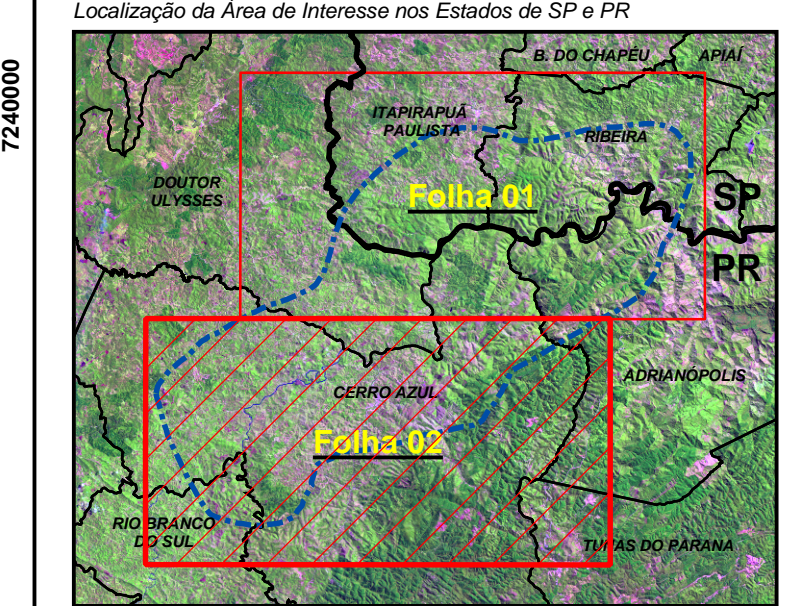 Localização da Área de Interesse nos Estados de SP e PR
7240000
B. DO CHAPÉU
APIAÍ
ITAPIRAPUÃ
PAULISTA
RIBEIRA
DOUTOR
ULYSSES
Folha 01
SP
PR
ADRIANÓPOLIS
CERRO AZUL
Folha 02
RIO BRANCO
DO SUL
TUNAS DO PARANA